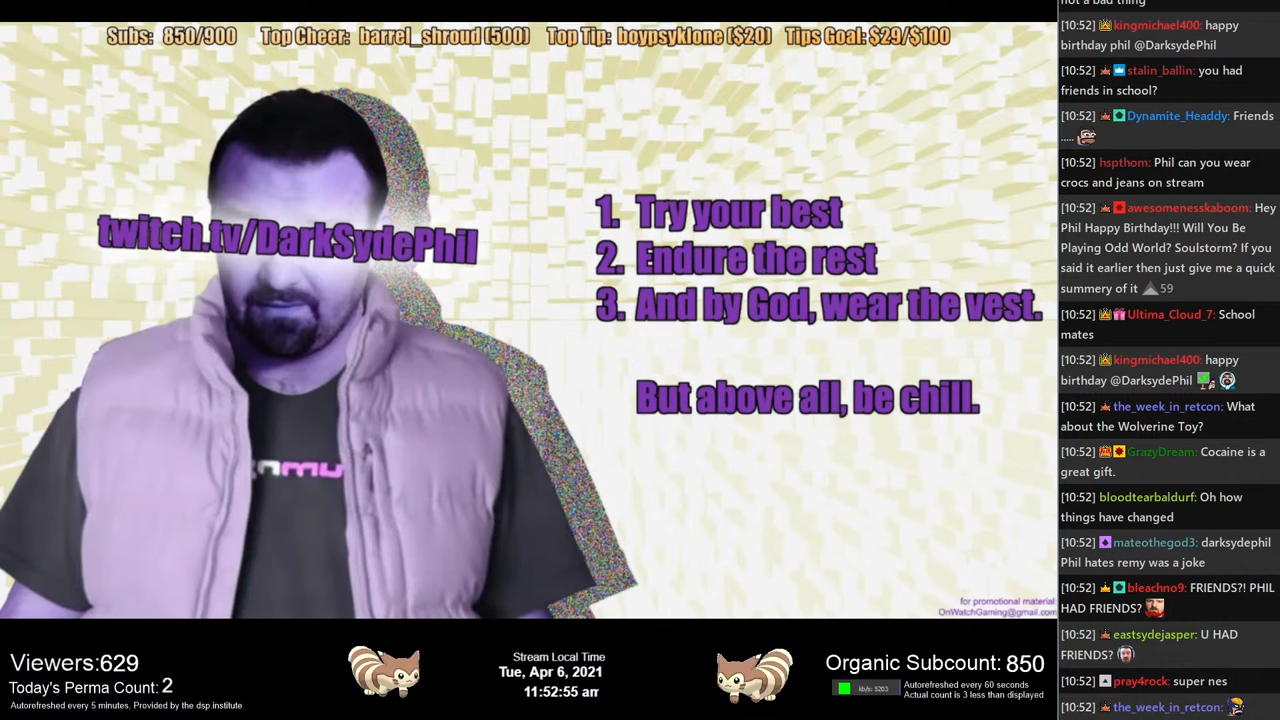 Subs: 850/900 Top Cheer: barrel_shroud (500) Top Tip: boypsyklone ($20) Tips Goal: $29/$100
twitch.tv/DarkSydePhil
1. Try your best
2. Endure the rest
3. And by God, wear the vest.
But above all, be chill.
for promotional material
OnWatchGaming@gmail.com
Viewers:629
Today's Perma Count: 2
Autorefreshed every 5 minutes. Provided by the dsp.institute
Stream Local Time
Tue, Apr 6, 2021
11:52:55 am
Organic Subcount: 850
kb/s: 5203
Autorefreshed every 60 seconds
Actual count is 3 less than displayed
not a bad thing
[10:52] kingmichael400: happy
birthday phil @DarksydePhil
[10:52] stalin_ballin: you had
friends in school?
[10:52] Dynamite_Headdy: Friends
.....
[10:52] hspthom: Phil can you wear
crocs and jeans on stream
[10:52] awesomenesskaboom: Hey
Phil Happy Birthday!!! Will You Be
Playing Odd World? Soulstorm? If you
said it earlier then just give me a quick
summery of it 59
[10:52] Ultima_Cloud_7: School
mates
[10:52] kingmichael400: happy
birthday @DarksydePhil
[10:52] the_week_in_retcon: What
about the Wolverine Toy?
[10:52] GrazyDream: Cocaine is a
great gift.
[10:52] bloodtearbaldurf: Oh how
things have changed
[10:52] mateothegod3: darksydephil
Phil hates remy was a joke
[10:52] bleachno9: FRIENDS?! PHIL
HAD FRIENDS?
[10:52] eastsydejasper: U HAD
FRIENDS?
[10:52] pray4rock: super nes
[10:52] the_week_in_retcon: